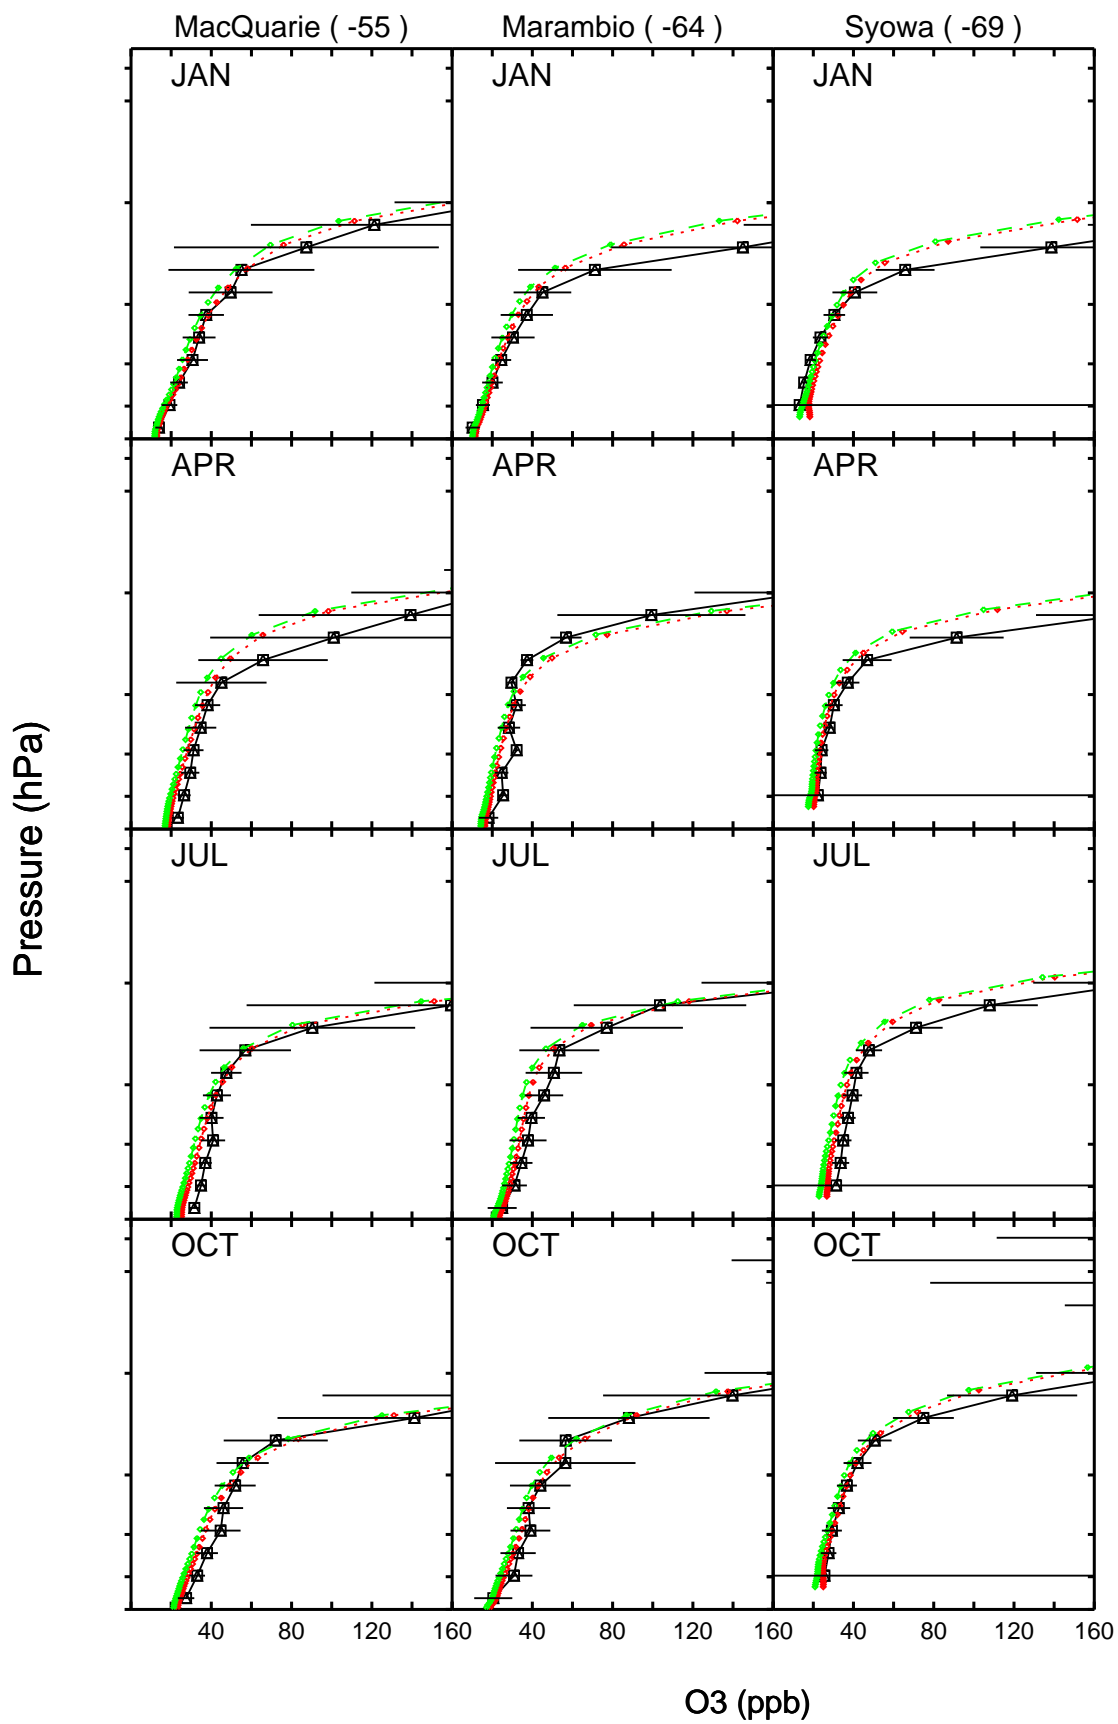 MacQuarie ( -55 )
Marambio ( -64 )
Syowa ( -69 )
JAN
JAN
JAN
APR
APR
APR
JUL
JUL
JUL
OCT
OCT
OCT
Pressure (hPa)
40 80 120 160
40 80 120 160
40 80 120 160
O3 (ppb)